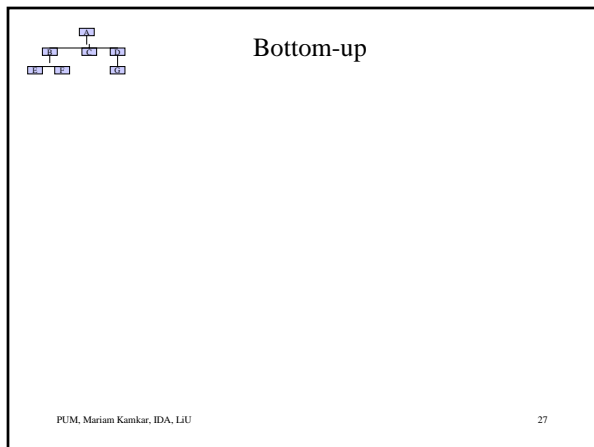 A
Bottom-up
B C D
E F G
PUM, Mariam Kamkar, IDA, LiU 27